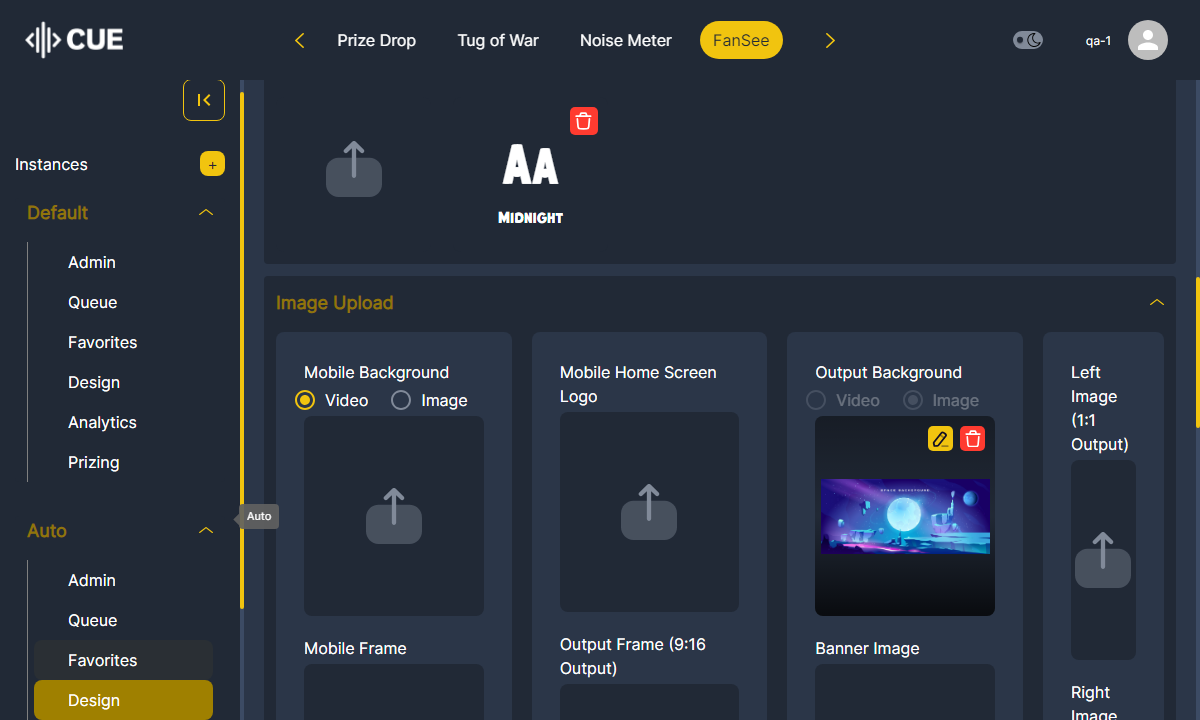 CUE
Prize Drop
Tug of War
Noise Meter
FanSee
qa-1
Instances
+
Default
Admin
Queue
Favorites
Design
Analytics
Prizing
Auto
Auto
Admin
Queue
Favorites
Design
AA
MIDNIGHT
Image Upload
Mobile Background
Video
Image
Mobile Home Screen
Logo
Output Background
Video
Image
SPACE ADVENTURES
Left
Image
(1:1
Output)
Mobile Frame
Output Frame (9:16
Output)
Banner Image
Right
Image